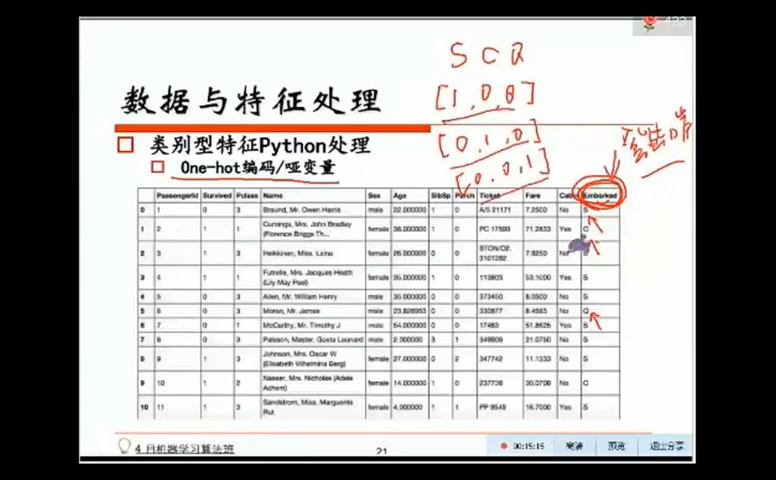 S C Q
数据与特征处理
[1,0,0]
类别型特征Python处理
[0,1,0]
One-hot编码/哑变量
[0,0,1]
PassengerId Survived Pclass Name Sex Age SibSp Parch Ticket Fare Cabin Embarked
0 1 0 3 Braund, Mr. Owen Harris male 22.000000 1 0 A/5 21171 7.2500 No S
1 2 1 1 Cumings, Mrs. John Bradley (Florence Briggs Th... female 38.000000 1 0 PC 17599 71.2833 Yes C
2 3 1 3 Heikkinen, Miss. Laina female 26.000000 0 0 STON/O2. 3101282 7.9250 No
3 4 1 1 Futrelle, Mrs. Jacques Heath (Lily May Peel) female 35.000000 1 0 113803 53.1000 Yes S
4 5 0 3 Allen, Mr. William Henry male 35.000000 0 0 373450 8.0500 No S
5 6 0 3 Moran, Mr. James male 23.828953 0 0 330877 8.4583 No Q
6 7 0 1 McCarthy, Mr. Timothy J male 54.000000 0 0 17463 51.8625 Yes S
7 8 0 3 Palsson, Master. Gosta Leonard male 2.000000 3 1 349909 21.0750 No S
8 9 1 3 Johnson, Mrs. Oscar W (Elisabeth Vilhelmina Berg) female 27.000000 0 2 347742 11.1333 No S
9 10 1 2 Nasser, Mrs. Nicholas (Adele Achem) female 14.000000 1 0 237736 30.0708 No C
10 11 1 3 Sandstrom, Miss. Marguerite Rut female 4.000000 1 1 PP 9549 16.7000 Yes S
4月机器学习算法班
21
00:15:15 高清 预览 退出分享